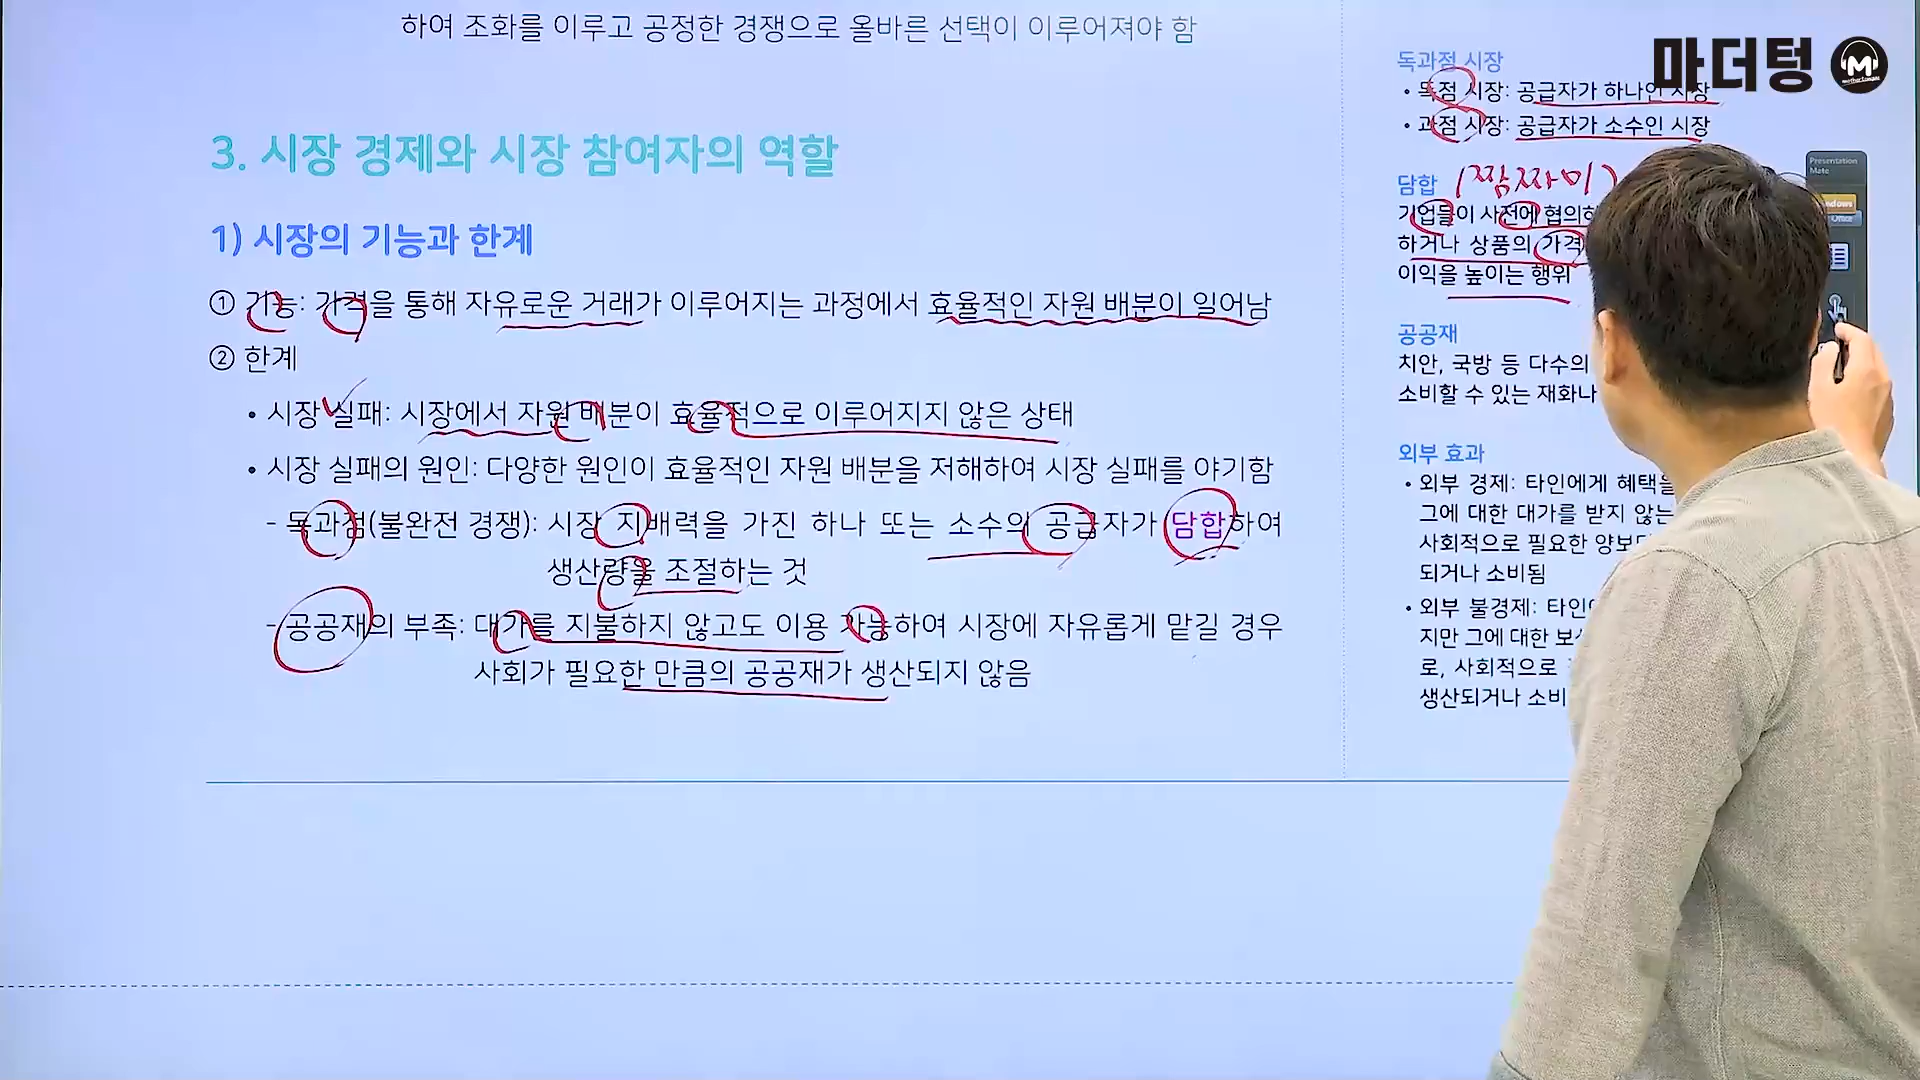 하여 조화를 이루고 공정한 경쟁으로 올바른 선택이 이루어져야 함
3. 시장 경제와 시장 참여자의 역할
1) 시장의 기능과 한계
① 기능: 가격을 통해 자유로운 거래가 이루어지는 과정에서 효율적인 자원 배분이 일어남
② 한계
• 시장 실패: 시장에서 자원 배분이 효율적으로 이루어지지 않은 상태
• 시장 실패의 원인: 다양한 원인이 효율적인 자원 배분을 저해하여 시장 실패를 야기함
- 독과점(불완전 경쟁): 시장 지배력을 가진 하나 또는 소수의 공급자가 담합하여
생산량을 조절하는 것
- 공공재의 부족: 대가를 지불하지 않고도 이용 가능하여 시장에 자유롭게 맡길 경우
사회가 필요한 만큼의 공공재가 생산되지 않음
독과점 시장
• 독점 시장: 공급자가 하나인 시장
• 과점 시장: 공급자가 소수인 시장
담합 (짬짜미)
기업들이 사전에 협의하
하거나 상품의 가격
이익을 높이는 행위
공공재
치안, 국방 등 다수의
소비할 수 있는 재화나
외부 효과
• 외부 경제: 타인에게 혜택을
그에 대한 대가를 받지 않는
사회적으로 필요한 양보다
되거나 소비됨
• 외부 불경제: 타인
지만 그에 대한 보상
로, 사회적으로
생산되거나 소비
마더텅
M
Presentation
Mate